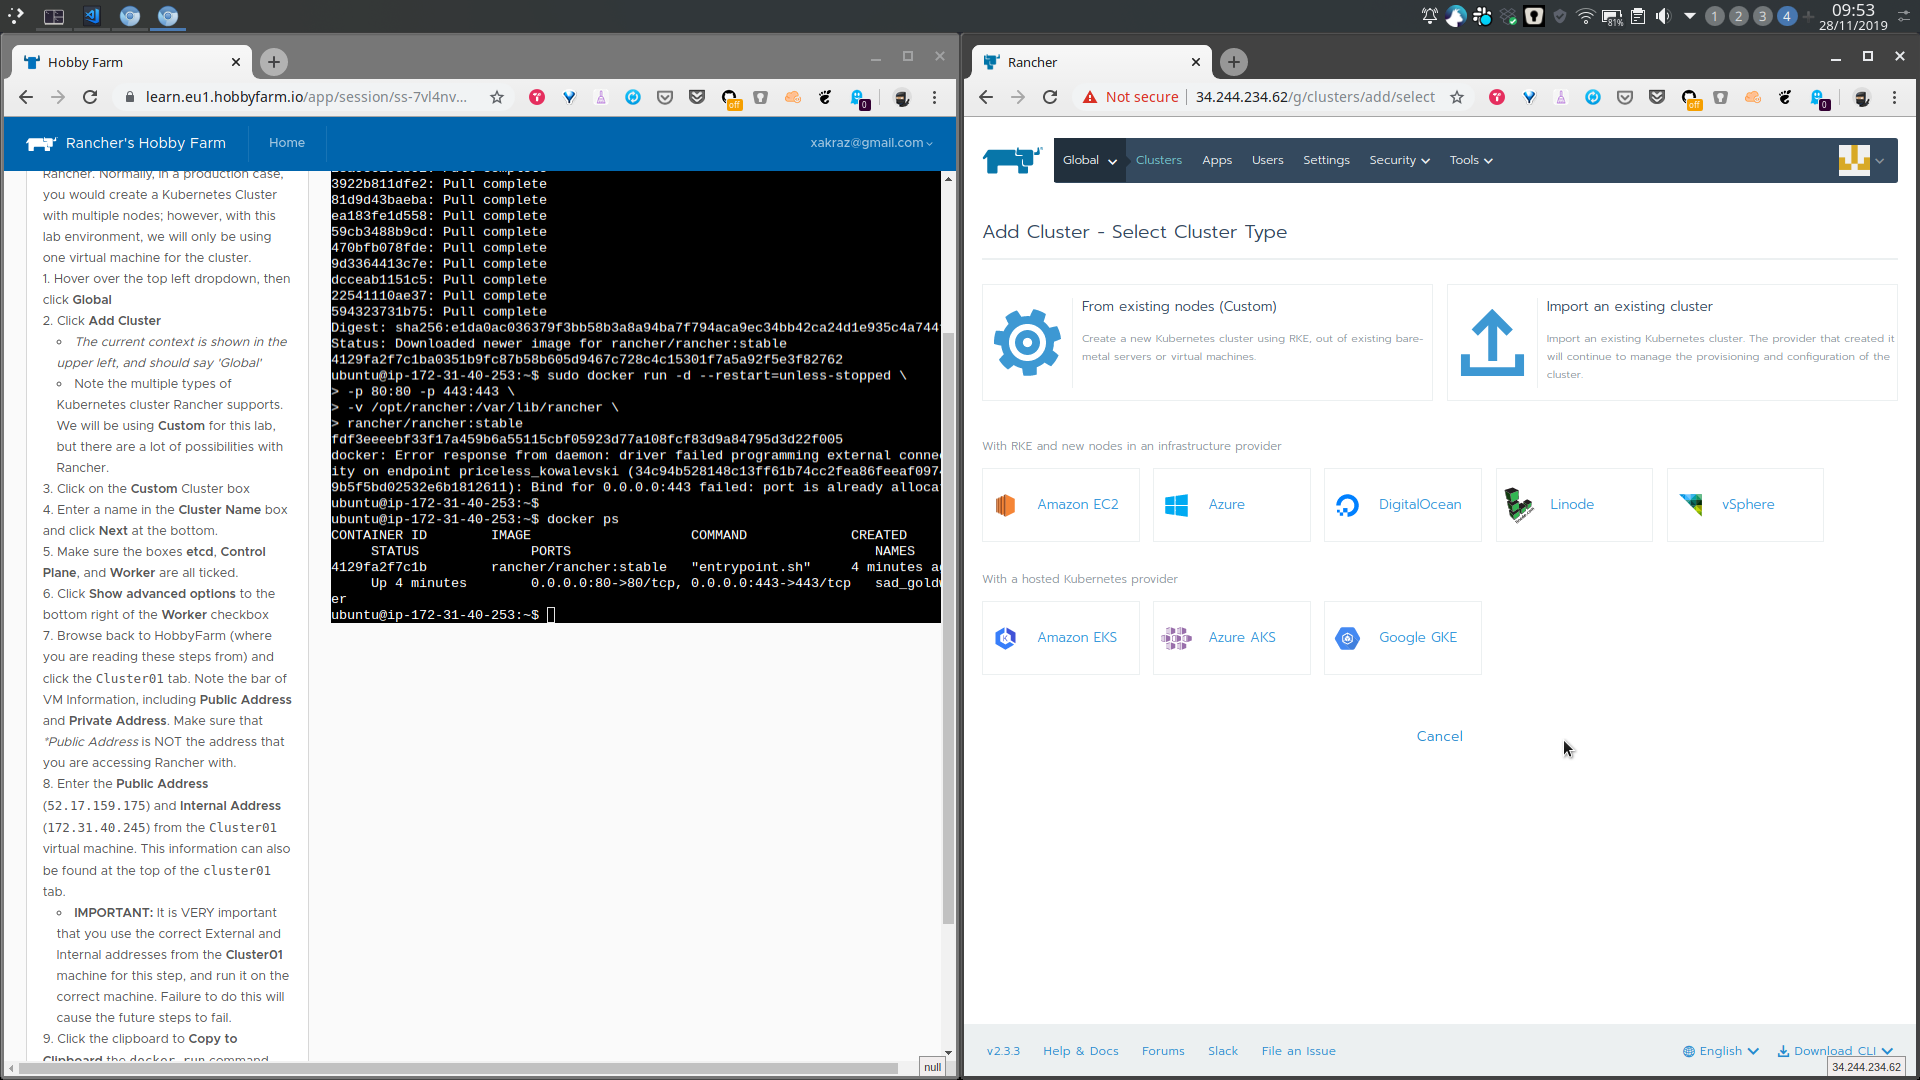 81%
1 2 3 4
09:53
28/11/2019
Hobby Farm
learn.eu1.hobbyfarm.io/app/session/ss-7vl4nv...
off
0
Rancher's Hobby Farm
Home
xakraz@gmail.com
Rancher. Normally, in a production case,
you would create a Kubernetes Cluster
with multiple nodes; however, with this
lab environment, we will only be using
one virtual machine for the cluster.
1. Hover over the top left dropdown, then
click Global
2. Click Add Cluster
The current context is shown in the
upper left, and should say 'Global'
Note the multiple types of
Kubernetes cluster Rancher supports.
We will be using Custom for this lab,
but there are a lot of possibilities with
Rancher.
3. Click on the Custom Cluster box
4. Enter a name in the Cluster Name box
and click Next at the bottom.
5. Make sure the boxes etcd, Control
Plane, and Worker are all ticked.
6. Click Show advanced options to the
bottom right of the Worker checkbox
7. Browse back to HobbyFarm (where
you are reading these steps from) and
click the Cluster01 tab. Note the bar of
VM Information, including Public Address
and Private Address. Make sure that
*Public Address is NOT the address that
you are accessing Rancher with.
8. Enter the Public Address
(52.17.159.175) and Internal Address
(172.31.40.245) from the Cluster01
virtual machine. This information can also
be found at the top of the cluster01
tab.
IMPORTANT: It is VERY important
that you use the correct External and
Internal addresses from the Cluster01
machine for this step, and run it on the
correct machine. Failure to do this will
cause the future steps to fail.
9. Click the clipboard to Copy to
Clipboard the docker run command
3922b811dfe2: Pull complete
81d9d43baeba: Pull complete
ea183fe1d558: Pull complete
59cb3488b9cd: Pull complete
470bfb078fde: Pull complete
9d3364413c7e: Pull complete
dcceab1151c5: Pull complete
22541110ae37: Pull complete
594323731b75: Pull complete
Digest: sha256:e1da0ac036379f3bb58b3a8a94ba7f794aca9ec34bb42ca24d1e935c4a744
Status: Downloaded newer image for rancher/rancher:stable
4129fa2f7c1ba0351b9fc87b58b605d9467c728c4c15301f7a5a92f5e3f82762
ubuntu@ip-172-31-40-253:~$ sudo docker run -d --restart=unless-stopped \
> -p 80:80 -p 443:443 \
> -v /opt/rancher:/var/lib/rancher \
> rancher/rancher:stable
fdf3eeeebf33f17a459b6a55115cbf05923d77a108fcf83d9a84795d3d22f005
docker: Error response from daemon: driver failed programming external conne
ity on endpoint priceless_kowalevski (34c94b528148c13ff61b74cc2fea86feeaf097
9b5f5bd02532e6b1812611): Bind for 0.0.0.0:443 failed: port is already alloca
ubuntu@ip-172-31-40-253:~$
ubuntu@ip-172-31-40-253:~$ docker ps
CONTAINER ID IMAGE COMMAND CREATED
STATUS PORTS NAMES
4129fa2f7c1b rancher/rancher:stable "entrypoint.sh" 4 minutes a
Up 4 minutes 0.0.0.0:80->80/tcp, 0.0.0.0:443->443/tcp sad_gold
er
ubuntu@ip-172-31-40-253:~$
null
Rancher
Not secure 34.244.234.62/g/clusters/add/select
off
0
Global Clusters Apps Users Settings Security Tools
Add Cluster - Select Cluster Type
From existing nodes (Custom)
Create a new Kubernetes cluster using RKE, out of existing bare-
metal servers or virtual machines.
Import an existing cluster
Import an existing Kubernetes cluster. The provider that created it
will continue to manage the provisioning and configuration of the
cluster.
With RKE and new nodes in an infrastructure provider
Amazon EC2
Azure
DigitalOcean
Linode
vSphere
With a hosted Kubernetes provider
Amazon EKS
Azure AKS
Google GKE
Cancel
v2.3.3 Help & Docs Forums Slack File an Issue
English
Download CLI
34.244.234.62